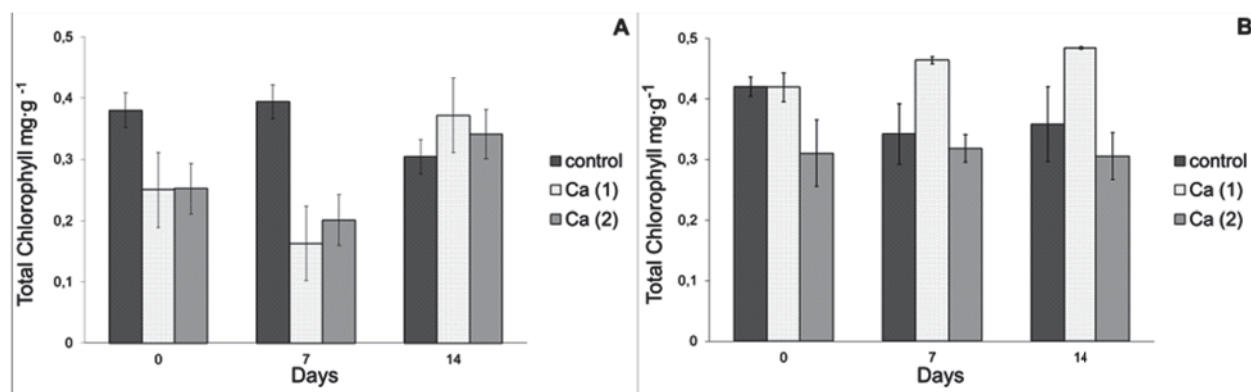 A
0,5
0,4
0,3
0,2
0,1
0
Total Chlorophyll mg·g⁻¹
0 7 14
Days
control
Ca (1)
Ca (2)
B
0,5
0,4
0,3
0,2
0,1
0
Total Chlorophyll mg·g⁻¹
0 7 14
Days
control
Ca (1)
Ca (2)